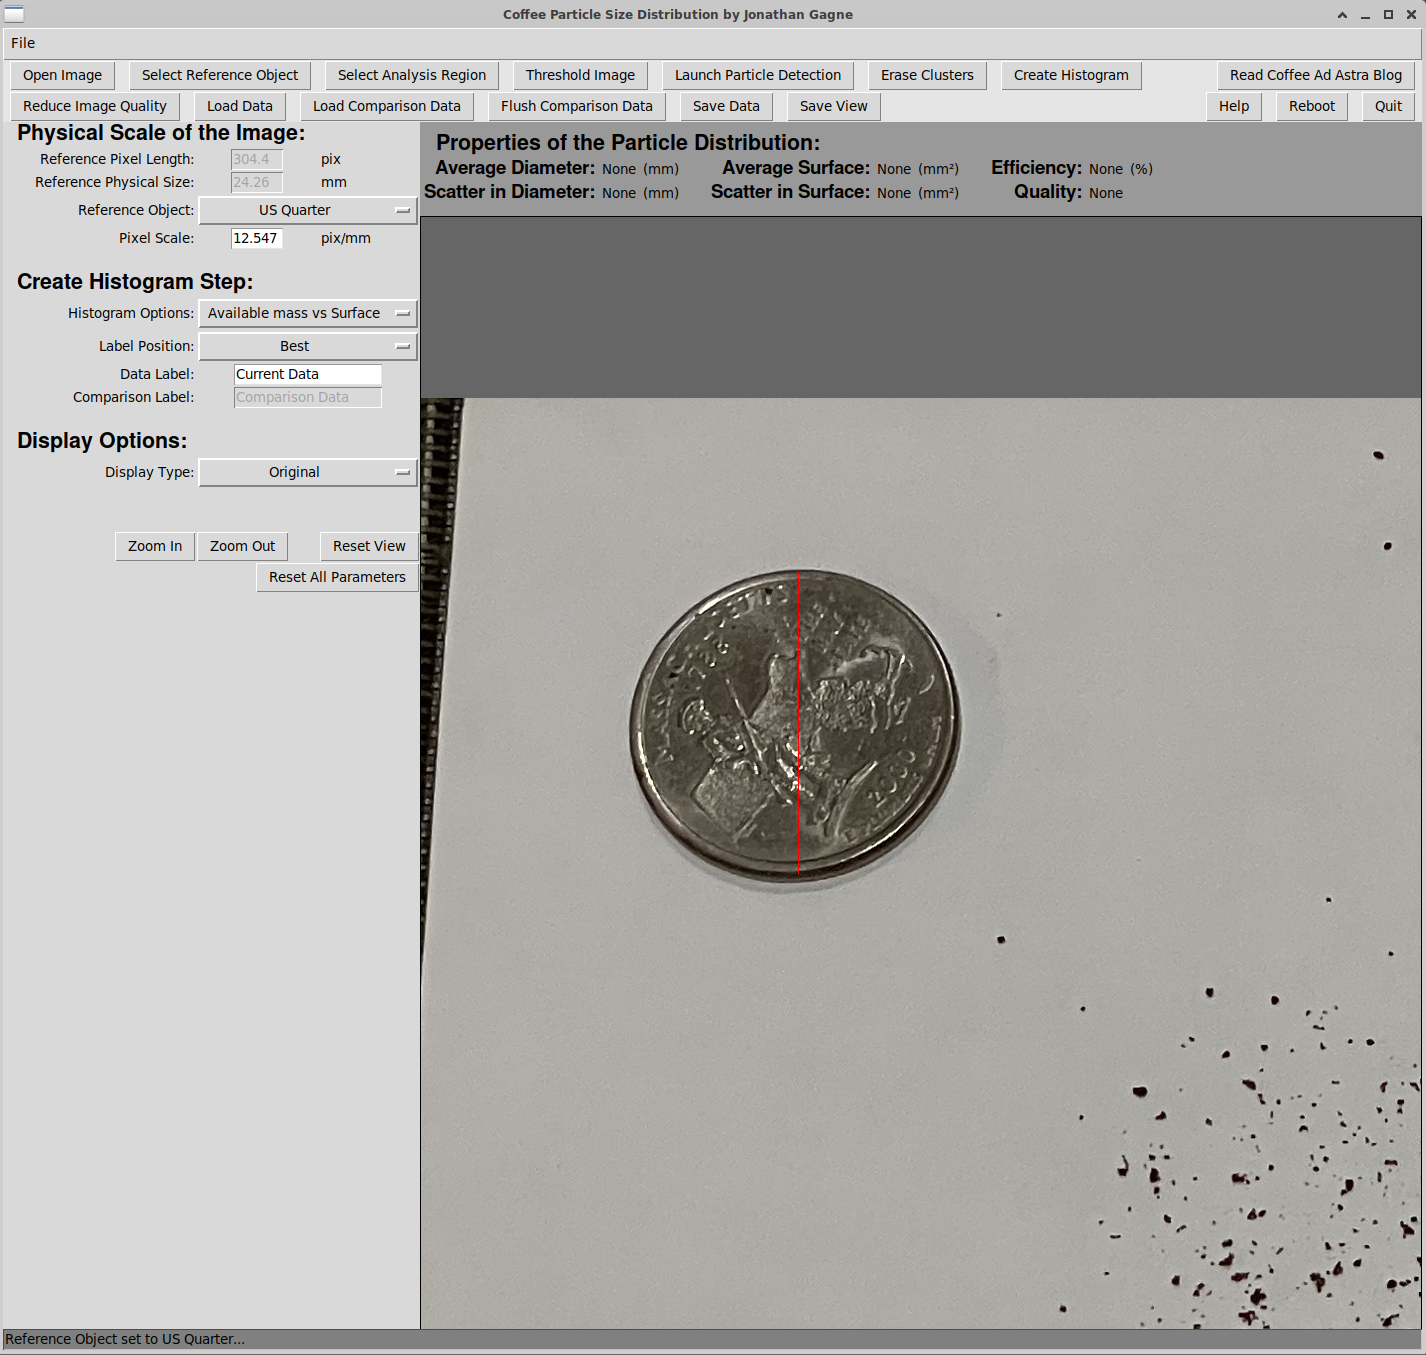 Coffee Particle Size Distribution by Jonathan Gagne
File
Open Image Select Reference Object Select Analysis Region Threshold Image Launch Particle Detection Erase Clusters Create Histogram Read Coffee Ad Astra Blog
Reduce Image Quality Load Data Load Comparison Data Flush Comparison Data Save Data Save View Help Reboot Quit
Physical Scale of the Image:
Reference Pixel Length: 304.4 pix
Reference Physical Size: 24.26 mm
Reference Object: US Quarter
Pixel Scale: 12.547 pix/mm
Create Histogram Step:
Histogram Options: Available mass vs Surface
Label Position: Best
Data Label: Current Data
Comparison Label: Comparison Data
Display Options:
Display Type: Original
Zoom In Zoom Out Reset View
Reset All Parameters
Properties of the Particle Distribution:
Average Diameter: None (mm) Average Surface: None (mm²) Efficiency: None (%)
Scatter in Diameter: None (mm) Scatter in Surface: None (mm²) Quality: None
2000
Reference Object set to US Quarter...